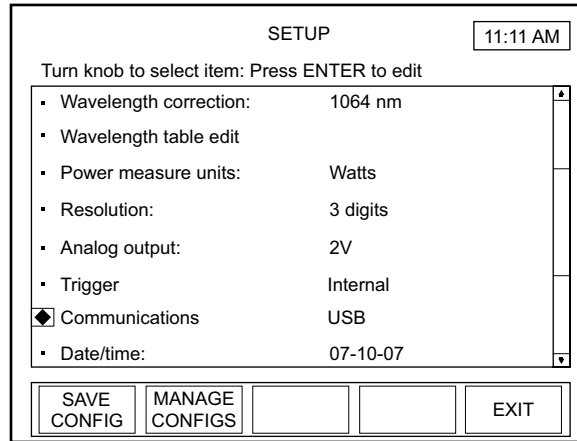 SETUP
11:11 AM
Turn knob to select item: Press ENTER to edit
Wavelength correction: 1064 nm
Wavelength table edit
Power measure units: Watts
Resolution: 3 digits
Analog output: 2V
Trigger Internal
Communications USB
Date/time: 07-10-07
SAVE CONFIG
MANAGE CONFIGS
EXIT